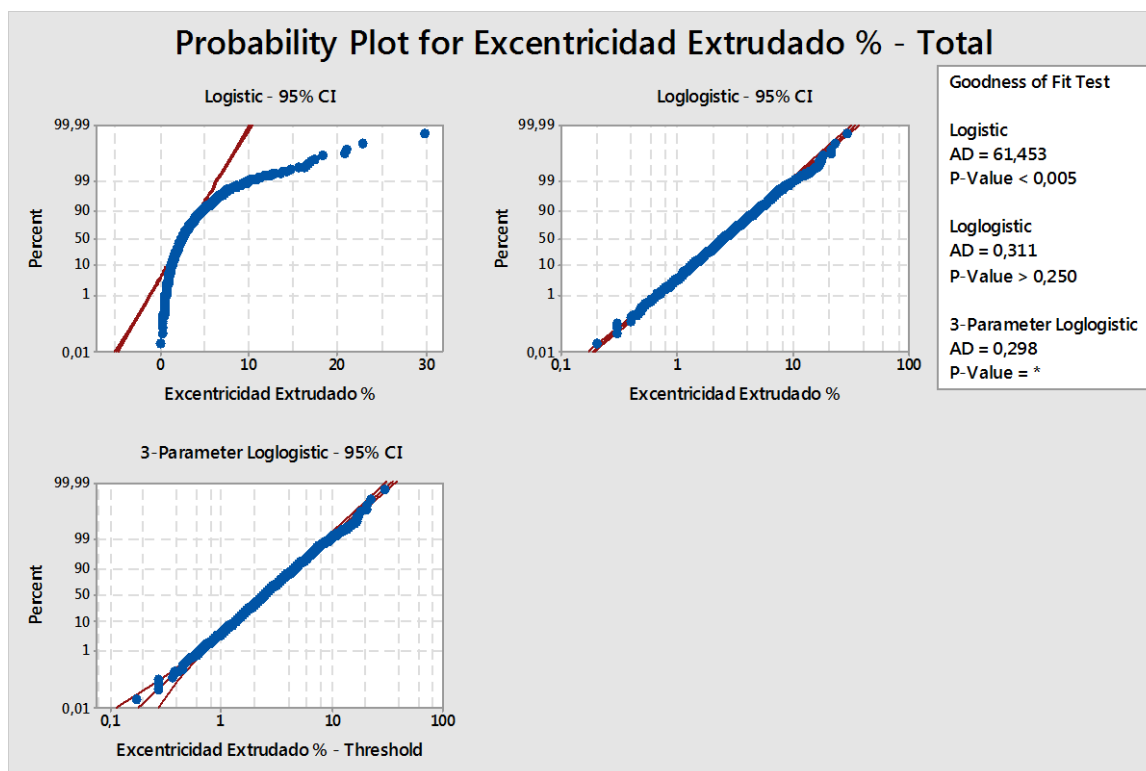 Probability Plot for Excentricidad Extrudado % - Total
Logistic - 95% CI
99,99
99
90
50
10
1
0,01
Percent
0
10
20
30
Excentricidad Extrudado %
Loglogistic - 95% CI
99,99
99
90
50
10
1
0,01
Percent
0,1
1
10
100
Excentricidad Extrudado %
Goodness of Fit Test
Logistic
AD = 61,453
P-Value < 0,005
Loglogistic
AD = 0,311
P-Value > 0,250
3-Parameter Loglogistic
AD = 0,298
P-Value = *
3-Parameter Loglogistic - 95% CI
99,99
99
90
50
10
1
0,01
Percent
0,1
1
10
100
Excentricidad Extrudado % - Threshold